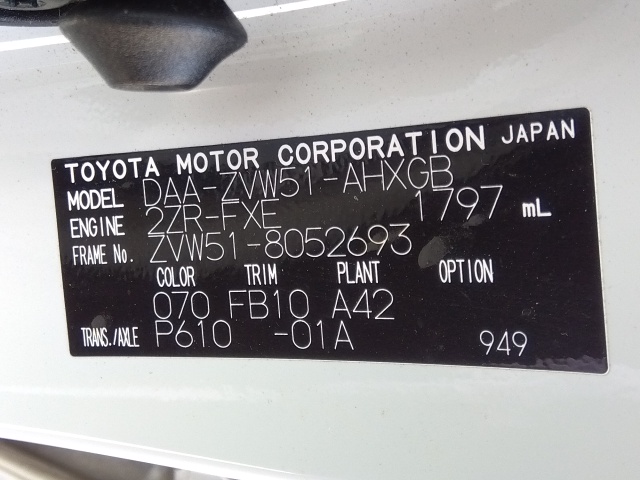 TOYOTA MOTOR CORPORATION JAPAN
MODEL DAA-ZVW51-AHXGB
ENGINE 2ZR-FXE 1797 mL
FRAME No. ZVW51-8052693
COLOR TRIM PLANT OPTION
070 FB10 A42
TRANS./AXLE P610 -01A 949